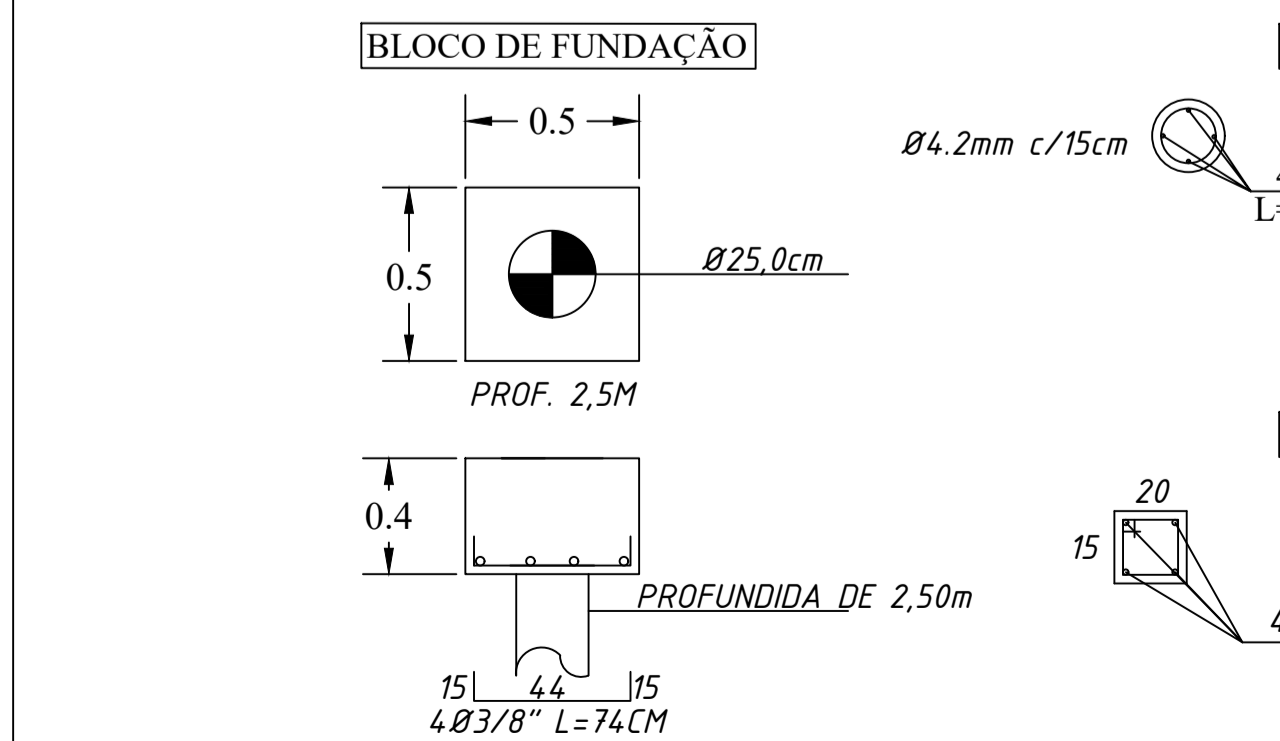 BLOCO DE FUNDAÇÃO
0.5
Ø4.2mm c/15cm
L=
0.5
Ø25,0cm
PROF. 2,5M
0.4
20
15
PROFUNDIDA DE 2,50m
4
15 44 15
4Ø3/8" L=74CM